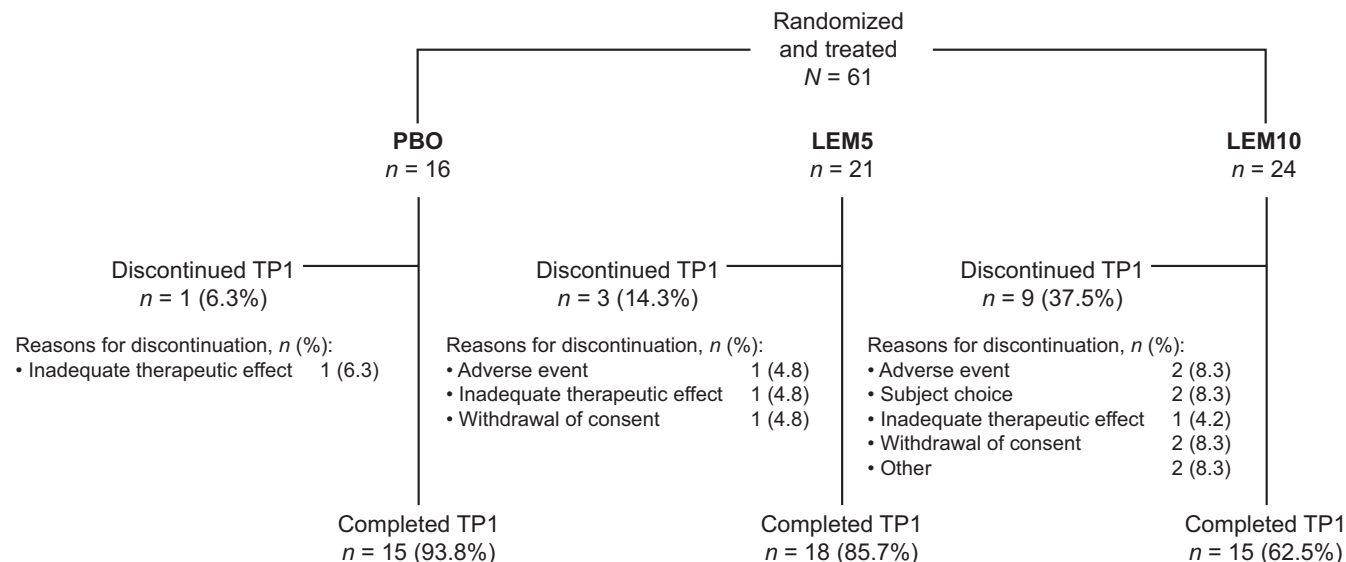 Randomized
and treated
N = 61
PBO
n = 16
LEM5
n = 21
LEM10
n = 24
Discontinued TP1
n = 1 (6.3%)
Reasons for discontinuation, n (%):
• Inadequate therapeutic effect 1 (6.3)
Discontinued TP1
n = 3 (14.3%)
Reasons for discontinuation, n (%):
• Adverse event 1 (4.8)
• Inadequate therapeutic effect 1 (4.8)
• Withdrawal of consent 1 (4.8)
Discontinued TP1
n = 9 (37.5%)
Reasons for discontinuation, n (%):
• Adverse event 2 (8.3)
• Subject choice 2 (8.3)
• Inadequate therapeutic effect 1 (4.2)
• Withdrawal of consent 2 (8.3)
• Other 2 (8.3)
Completed TP1
n = 15 (93.8%)
Completed TP1
n = 18 (85.7%)
Completed TP1
n = 15 (62.5%)